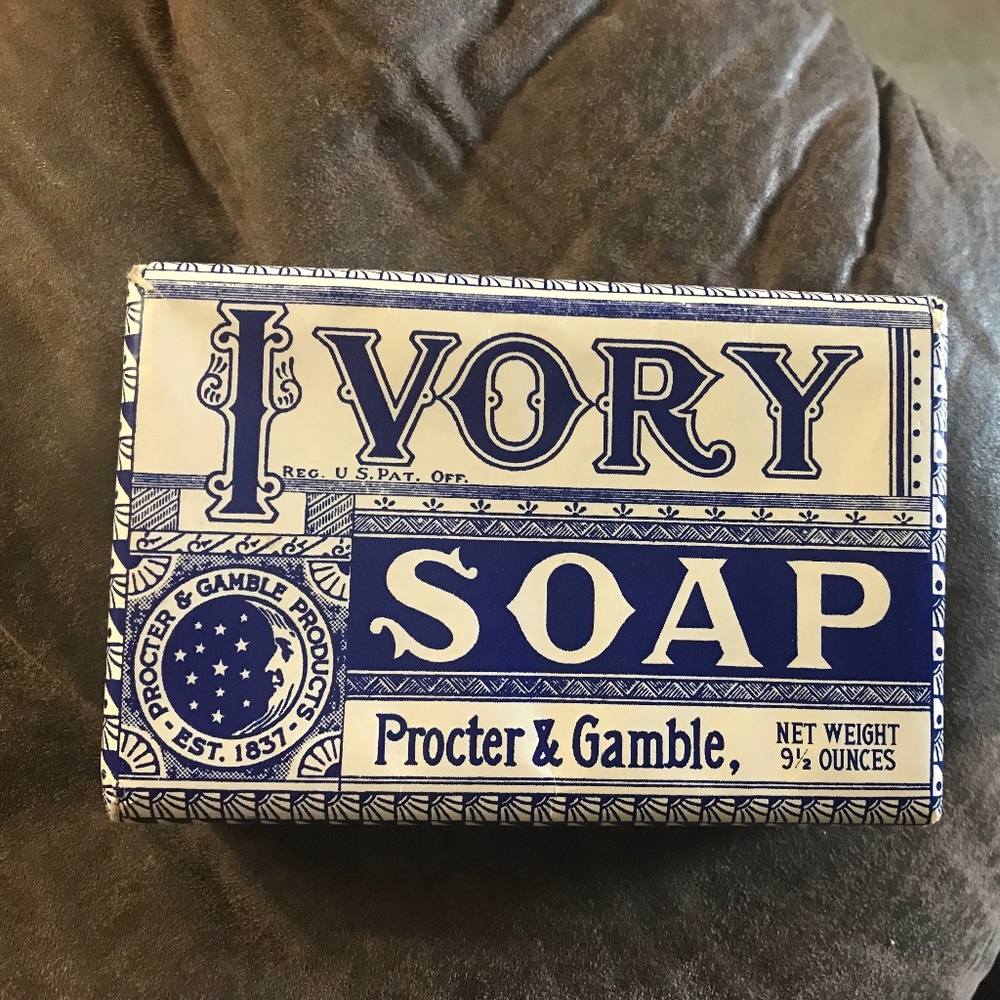 IVORY
REG. U S. PAT. OFF.
SOAP
PROCTER & GAMBLE PRODUCTS
- EST. 1837 -
Procter & Gamble,
NET WEIGHT
9½ OUNCES